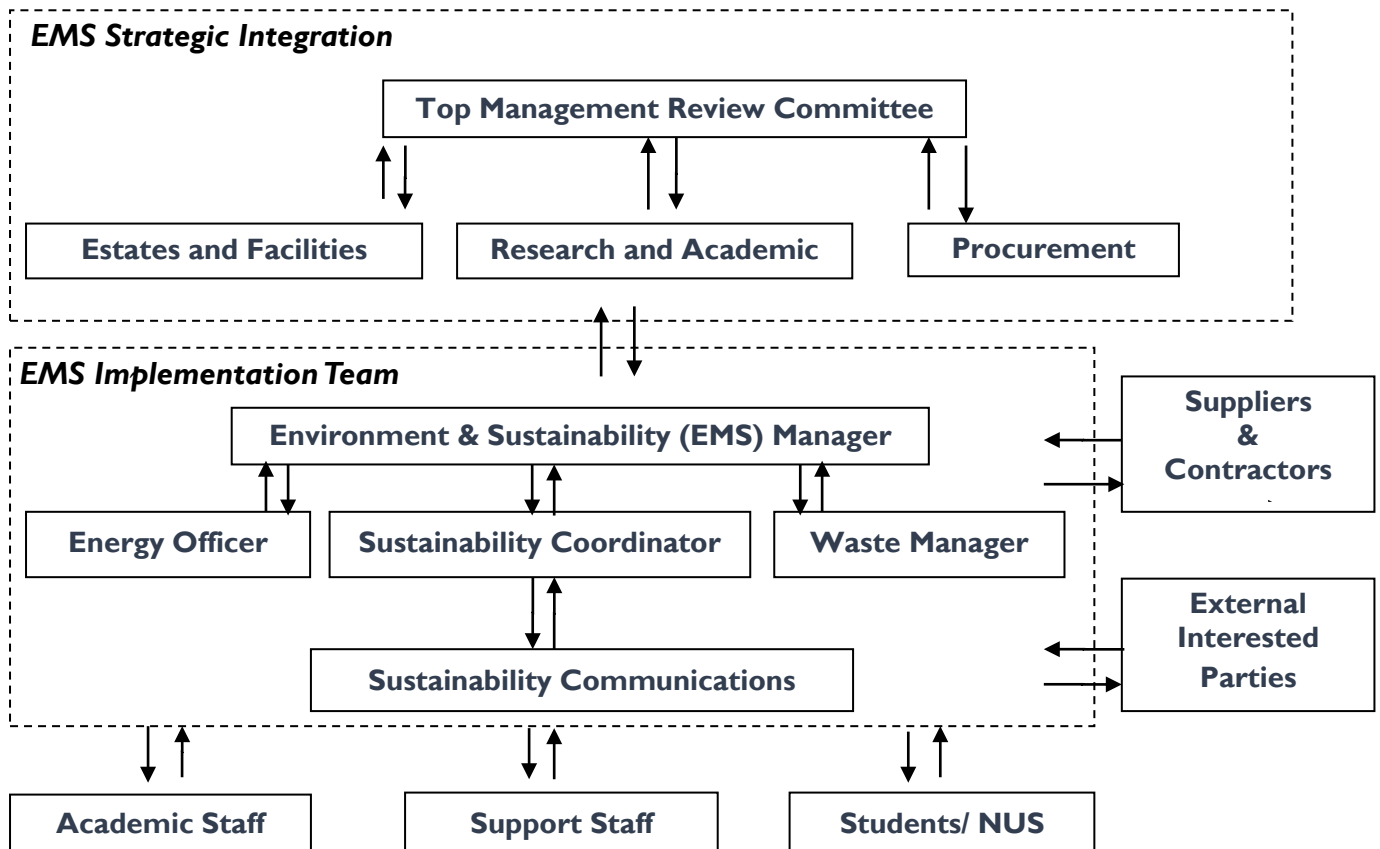 EMS Strategic Integration
Top Management Review Committee
Estates and Facilities
Research and Academic
Procurement
EMS Implementation Team
Environment & Sustainability (EMS) Manager
Suppliers
&
Contractors
Energy Officer
Sustainability Coordinator
Waste Manager
External
Interested
Parties
Sustainability Communications
Academic Staff
Support Staff
Students/ NUS